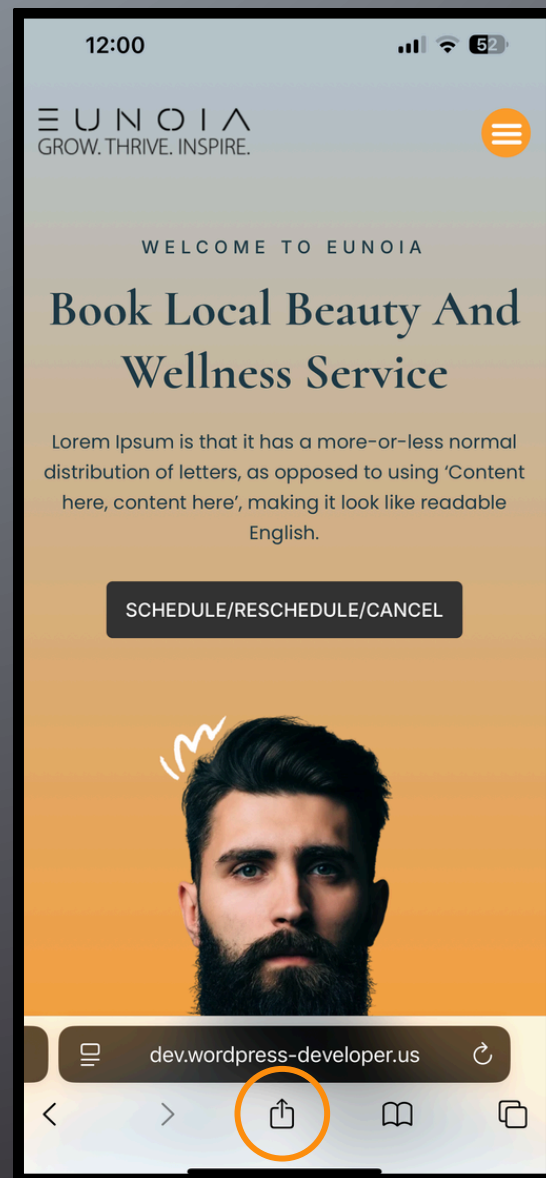 12:00
52
EUNOIA
GROW. THRIVE. INSPIRE.
WELCOME TO EUNOIA
Book Local Beauty And
Wellness Service
Lorem Ipsum is that it has a more-or-less normal
distribution of letters, as opposed to using ‘Content
here, content here’, making it look like readable
English.
SCHEDULE/RESCHEDULE/CANCEL
dev.wordpress-developer.us